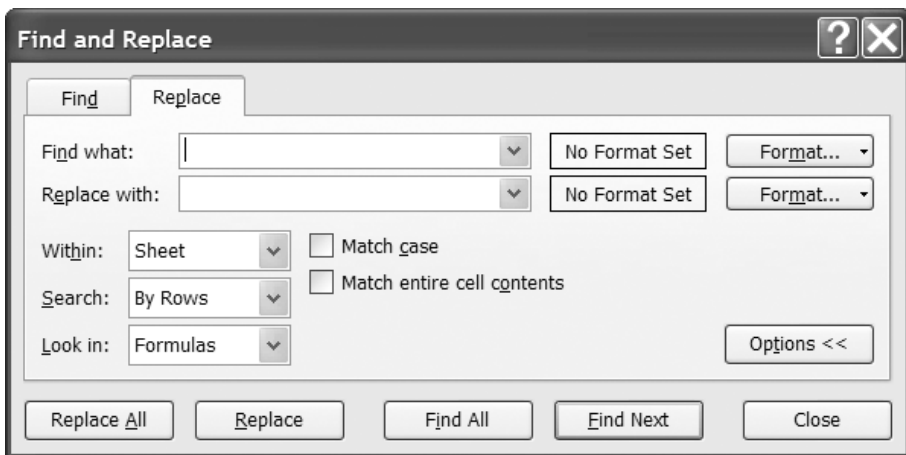 Find and Replace
Find Replace
Find what: No Format Set Format...
Replace with: No Format Set Format...
Within: Sheet Match case
Match entire cell contents
Search: By Rows
Look in: Formulas Options <<
Replace All Replace Find All Find Next Close